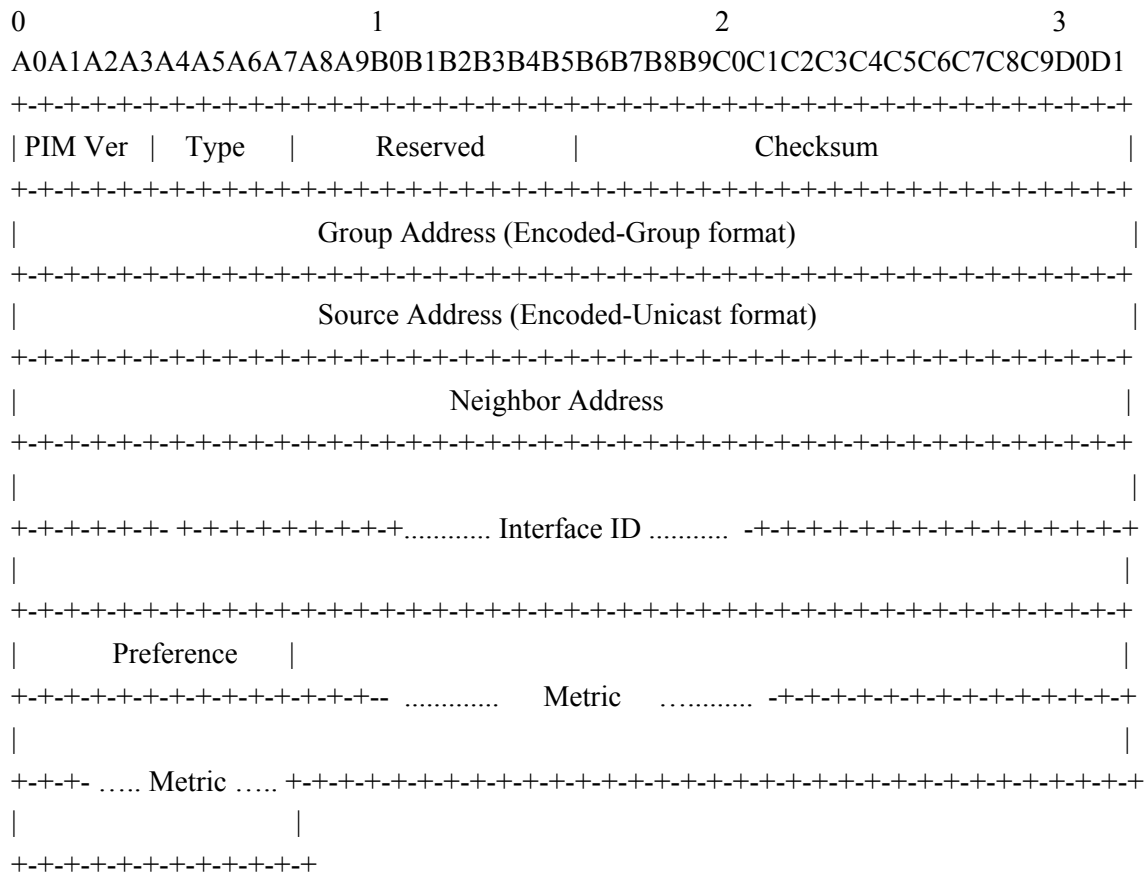 0 1 2 3
A0A1A2A3A4A5A6A7A8A9B0B1B2B3B4B5B6B7B8B9C0C1C2C3C4C5C6C7C8C9D0D1
+-+-+-+-+-+-+-+-+-+-+-+-+-+-+-+-+-+-+-+-+-+-+-+-+-+-+-+-+-+-+-+-+-+-+-+-+-+-+-+-+-+-+
| PIM Ver | Type | Reserved | Checksum |
+-+-+-+-+-+-+-+-+-+-+-+-+-+-+-+-+-+-+-+-+-+-+-+-+-+-+-+-+-+-+-+-+-+-+-+-+-+-+-+-+-+-+
| Group Address (Encoded-Group format) |
+-+-+-+-+-+-+-+-+-+-+-+-+-+-+-+-+-+-+-+-+-+-+-+-+-+-+-+-+-+-+-+-+-+-+-+-+-+-+-+-+-+-+
| Source Address (Encoded-Unicast format) |
+-+-+-+-+-+-+-+-+-+-+-+-+-+-+-+-+-+-+-+-+-+-+-+-+-+-+-+-+-+-+-+-+-+-+-+-+-+-+-+-+-+-+
| Neighbor Address |
+-+-+-+-+-+-+-+-+-+-+-+-+-+-+-+-+-+-+-+-+-+-+-+-+-+-+-+-+-+-+-+-+-+-+-+-+-+-+-+-+-+-+
| |
+-+-+-+-+-+- +-+-+-+-+-+-+-+-+............ Interface ID ........... -+-+-+-+-+-+-+-+-+-+-+-+-+-+-+
| |
+-+-+-+-+-+-+-+-+-+-+-+-+-+-+-+-+-+-+-+-+-+-+-+-+-+-+-+-+-+-+-+-+-+-+-+-+-+-+-+-+-+-+
| Preference | |
+-+-+-+-+-+-+-+-+-+-+-+-+-+-- ............. Metric …......... -+-+-+-+-+-+-+-+-+-+-+-+-+-+
| |
+-+-+- ….. Metric ….. +-+-+-+-+-+-+-+-+-+-+-+-+-+-+-+-+-+-+-+-+-+-+-+-+-+-+-+-+-+-+-+-+
| |
+-+-+-+-+-+-+-+-+-+-+-+